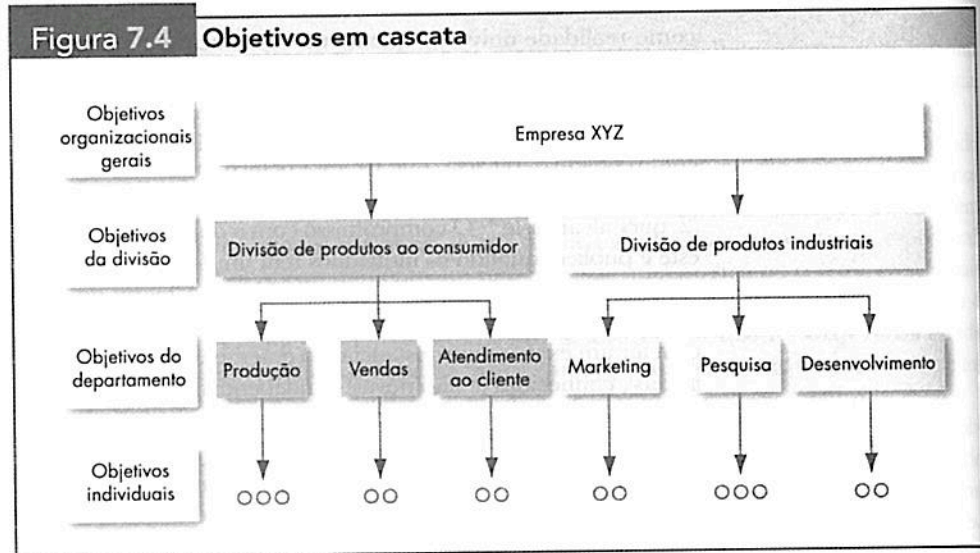 Figura 7.4 Objetivos em cascata
Objetivos
organizacionais
gerais
Empresa XYZ
Objetivos
da divisão
Divisão de produtos ao consumidor
Divisão de produtos industriais
Objetivos do
departamento
Produção
Vendas
Atendimento
ao cliente
Marketing
Pesquisa
Desenvolvimento
Objetivos
individuais